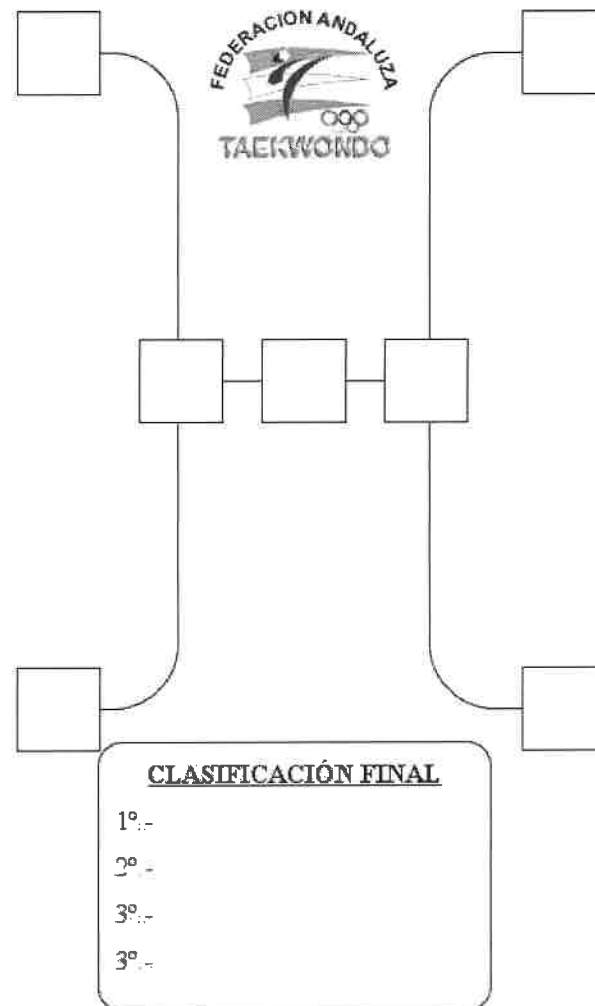 FEDERACION ANDALUZA
TAEKWONDO
CLASIFICACIÓN FINAL
1º.-
2º.-
3º.-
3º.-